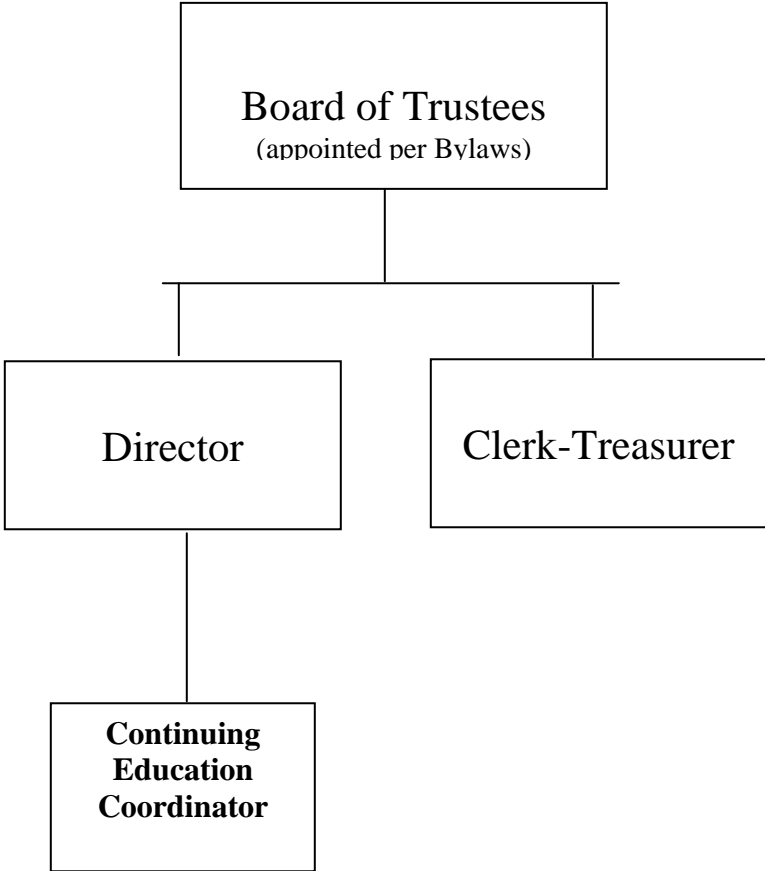 Board of Trustees
(appointed per Bylaws)
Director
Clerk-Treasurer
Continuing
Education
Coordinator